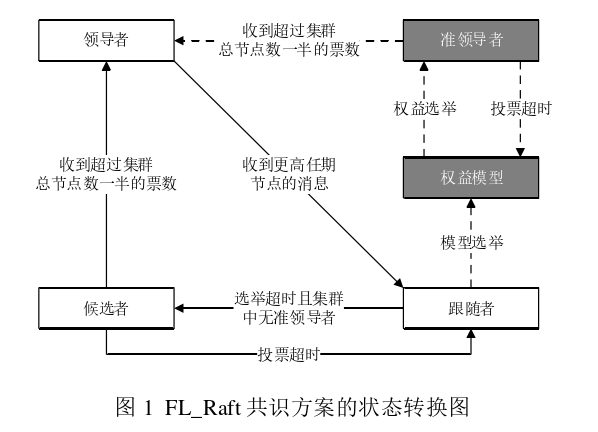 领导者
收到超过集群
总节点数一半的票数
准领导者
权益选举
投票超时
收到超过集群
总节点数一半的票数
收到更高任期
节点的消息
权益模型
模型选举
候选者
选举超时且集群
中无准领导者
跟随者
投票超时
图 1 FL_Raft 共识方案的状态转换图